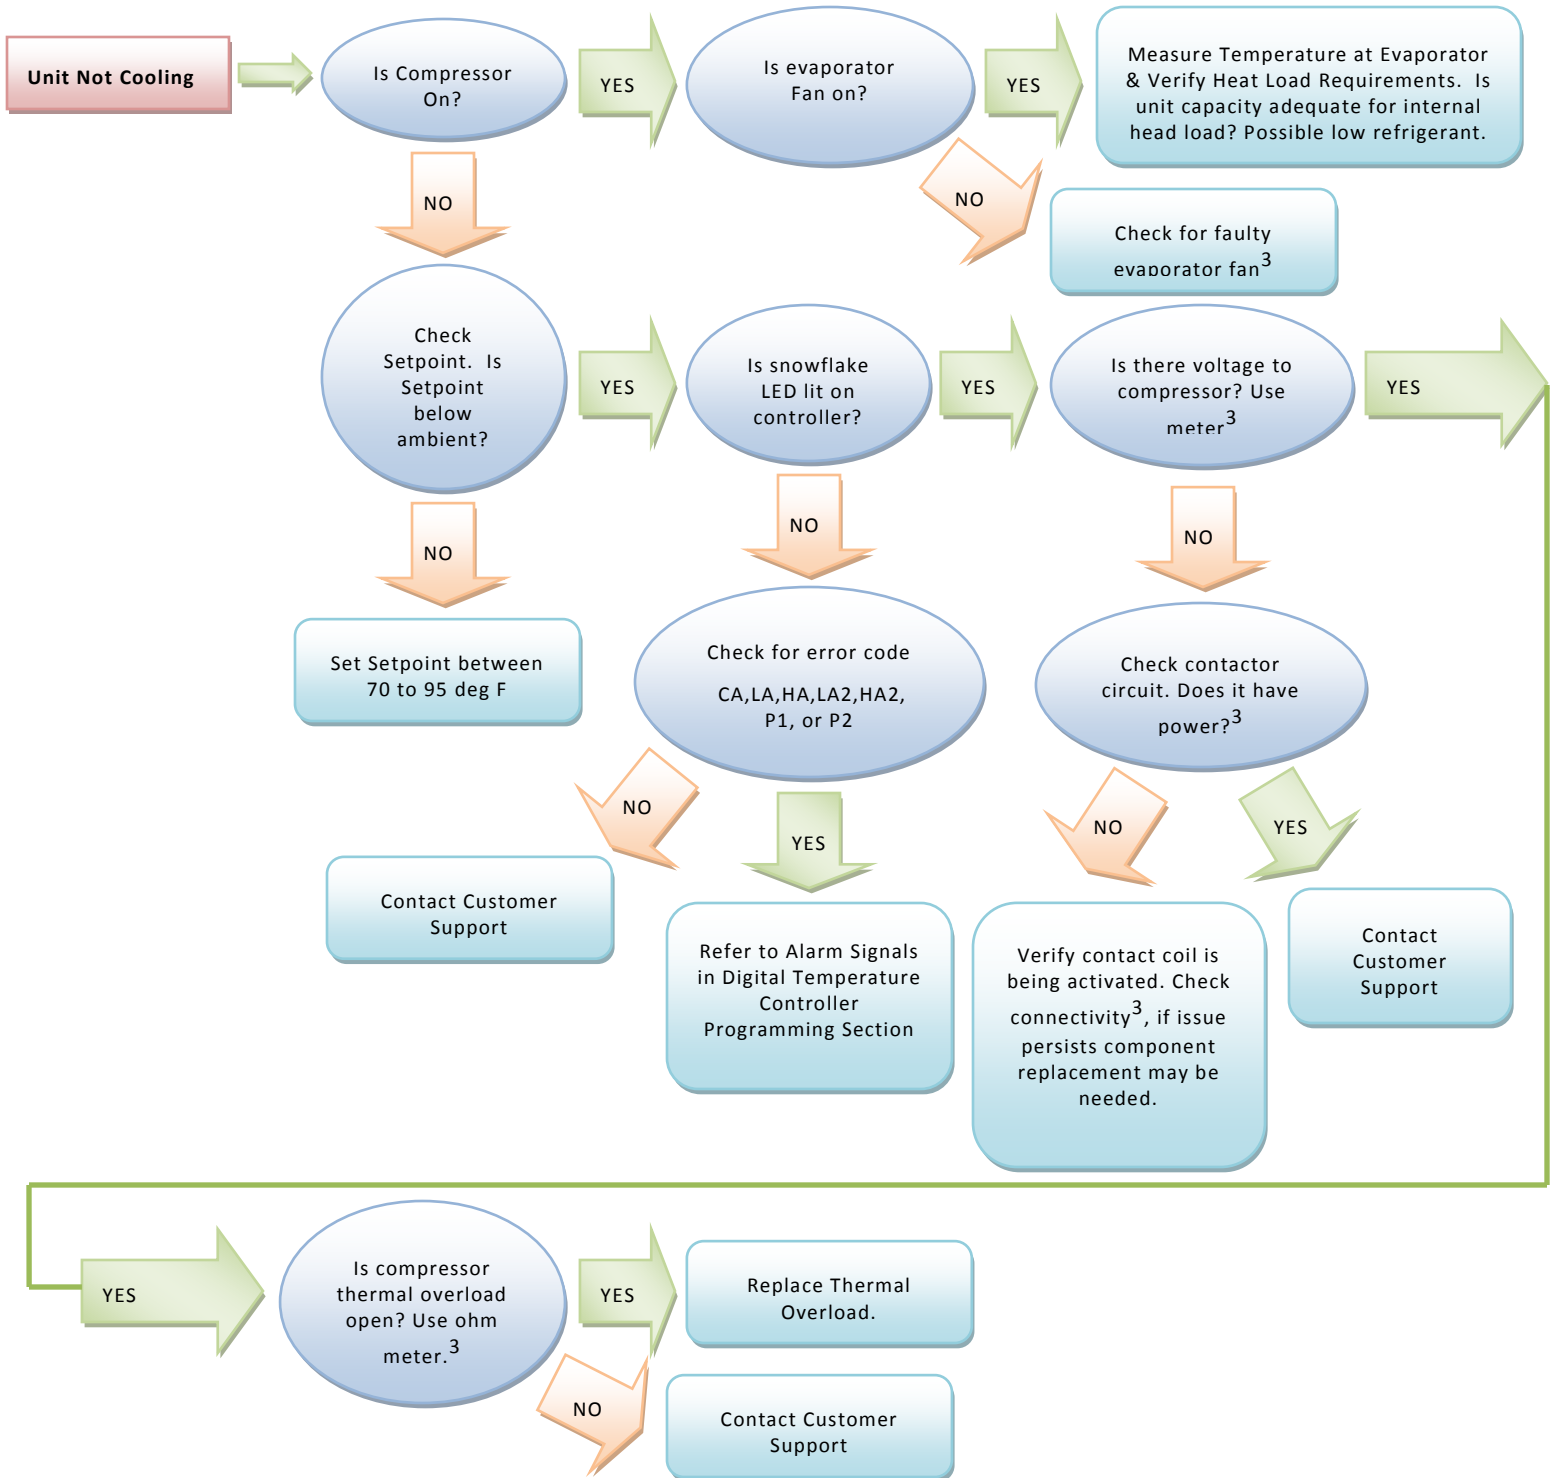 Unit Not Cooling
Is Compressor
On?
YES
Is evaporator
Fan on?
YES
Measure Temperature at Evaporator
& Verify Heat Load Requirements.  Is
unit capacity adequate for internal
head load? Possible low refrigerant.
NO
NO
Check for faulty
evaporator fan3
Check
Setpoint.  Is
Setpoint
below
ambient?
YES
Is snowflake
LED lit on
controller?
YES
Is there voltage to
compressor? Use
meter3
YES
NO
NO
NO
Set Setpoint between
70 to 95 deg F
Check for error code
CA,LA,HA,LA2,HA2,
P1, or P2
Check contactor
circuit. Does it have
power?3
NO
YES
NO
YES
Contact Customer
Support
Refer to Alarm Signals
in Digital Temperature
Controller
Programming Section
Verify contact coil is
being activated. Check
connectivity3, if issue
persists component
replacement may be
needed.
Contact
Customer
Support
YES
Is compressor
thermal overload
open? Use ohm
meter.3
YES
Replace Thermal
Overload.
NO
Contact Customer
Support